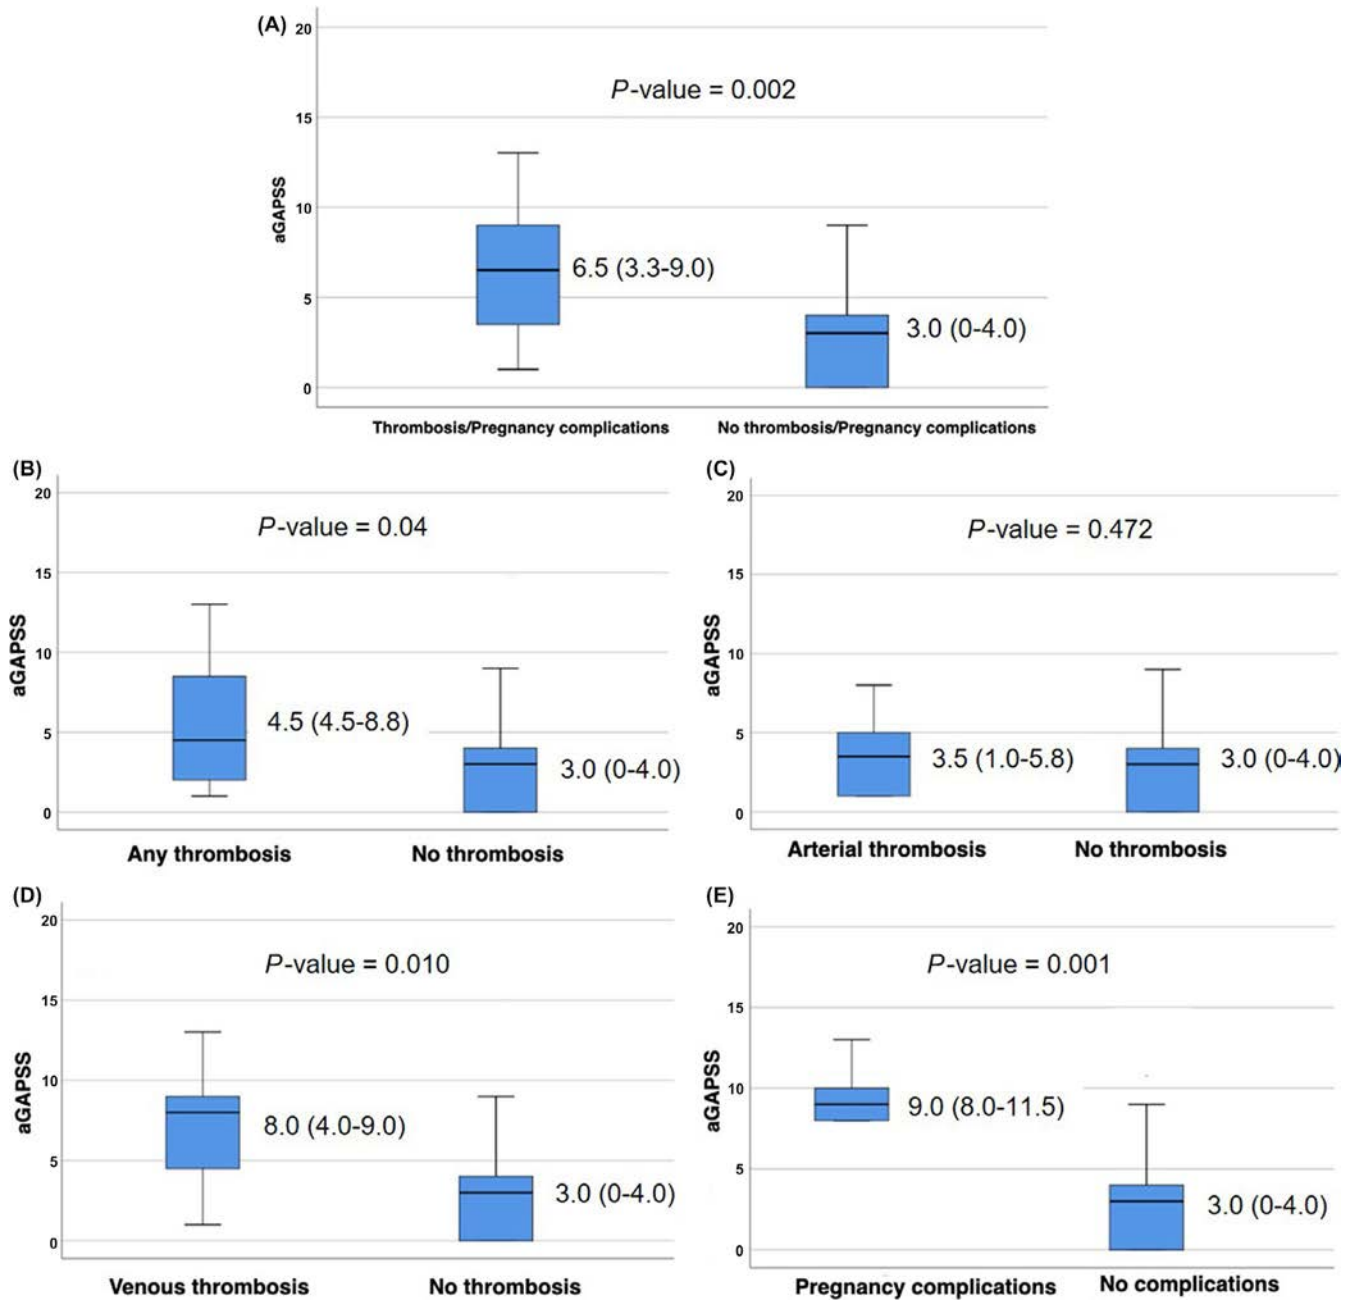 (A)
20
P-value = 0.002
15
aGAPSS
10
6.5 (3.3-9.0)
5
3.0 (0-4.0)
0
Thrombosis/Pregnancy complications
No thrombosis/Pregnancy complications
(B)
20
P-value = 0.04
15
aGAPSS
10
4.5 (4.5-8.8)
5
3.0 (0-4.0)
0
Any thrombosis
No thrombosis
(C)
20
P-value = 0.472
15
aGAPSS
10
5
3.5 (1.0-5.8)
3.0 (0-4.0)
0
Arterial thrombosis
No thrombosis
(D)
20
P-value = 0.010
15
aGAPSS
10
8.0 (4.0-9.0)
5
3.0 (0-4.0)
0
Venous thrombosis
No thrombosis
(E)
20
P-value = 0.001
15
aGAPSS
10
9.0 (8.0-11.5)
5
3.0 (0-4.0)
0
Pregnancy complications
No complications